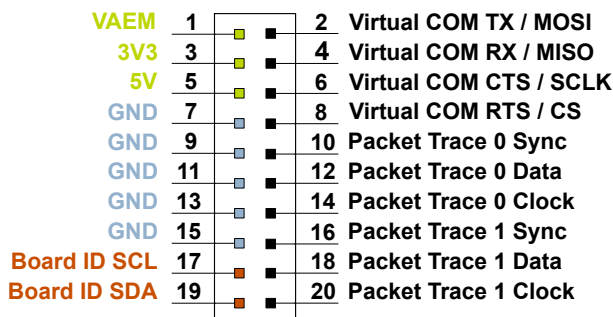 VAEM 1 2 Virtual COM TX / MOSI
3V3 3 4 Virtual COM RX / MISO
5V 5 6 Virtual COM CTS / SCLK
GND 7 8 Virtual COM RTS / CS
GND 9 10 Packet Trace 0 Sync
GND 11 12 Packet Trace 0 Data
GND 13 14 Packet Trace 0 Clock
GND 15 16 Packet Trace 1 Sync
Board ID SCL 17 18 Packet Trace 1 Data
Board ID SDA 19 20 Packet Trace 1 Clock